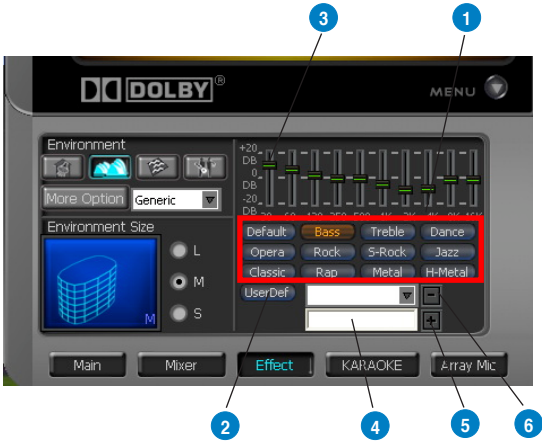 3
1
DOLBY®
MENU
Environment
More Option
Generic
+20
DB
0
DB
-20
DB
Environment Size
L
M
S
M
Default Bass Treble Dance
Opera Rock S-Rock Jazz
Classic Rap Metal H-Metal
UserDef
Main Mixer Effect KARAOKE Array Mic
2
4
5
6